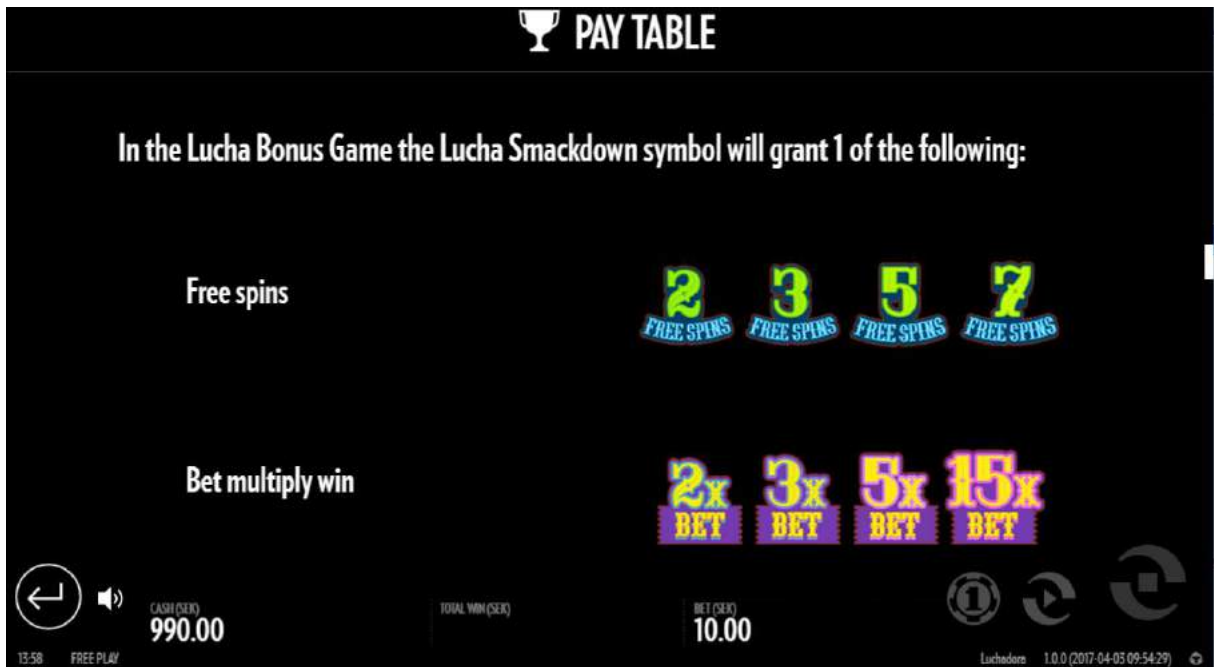 PAY TABLE
In the Lucha Bonus Game the Lucha Smackdown symbol will grant 1 of the following:
Free spins
2 3 5 7
FREE SPINS FREE SPINS FREE SPINS FREE SPINS
Bet multiply win
2x 3x 5x 15x
BET BET BET BET
1
CASH (SEK) TOTAL WIN (SEK) BET (SEK)
990.00 10.00
13:58 FREE PLAY Luchadora 1.0.0 (2017-04-03 09:54:29)